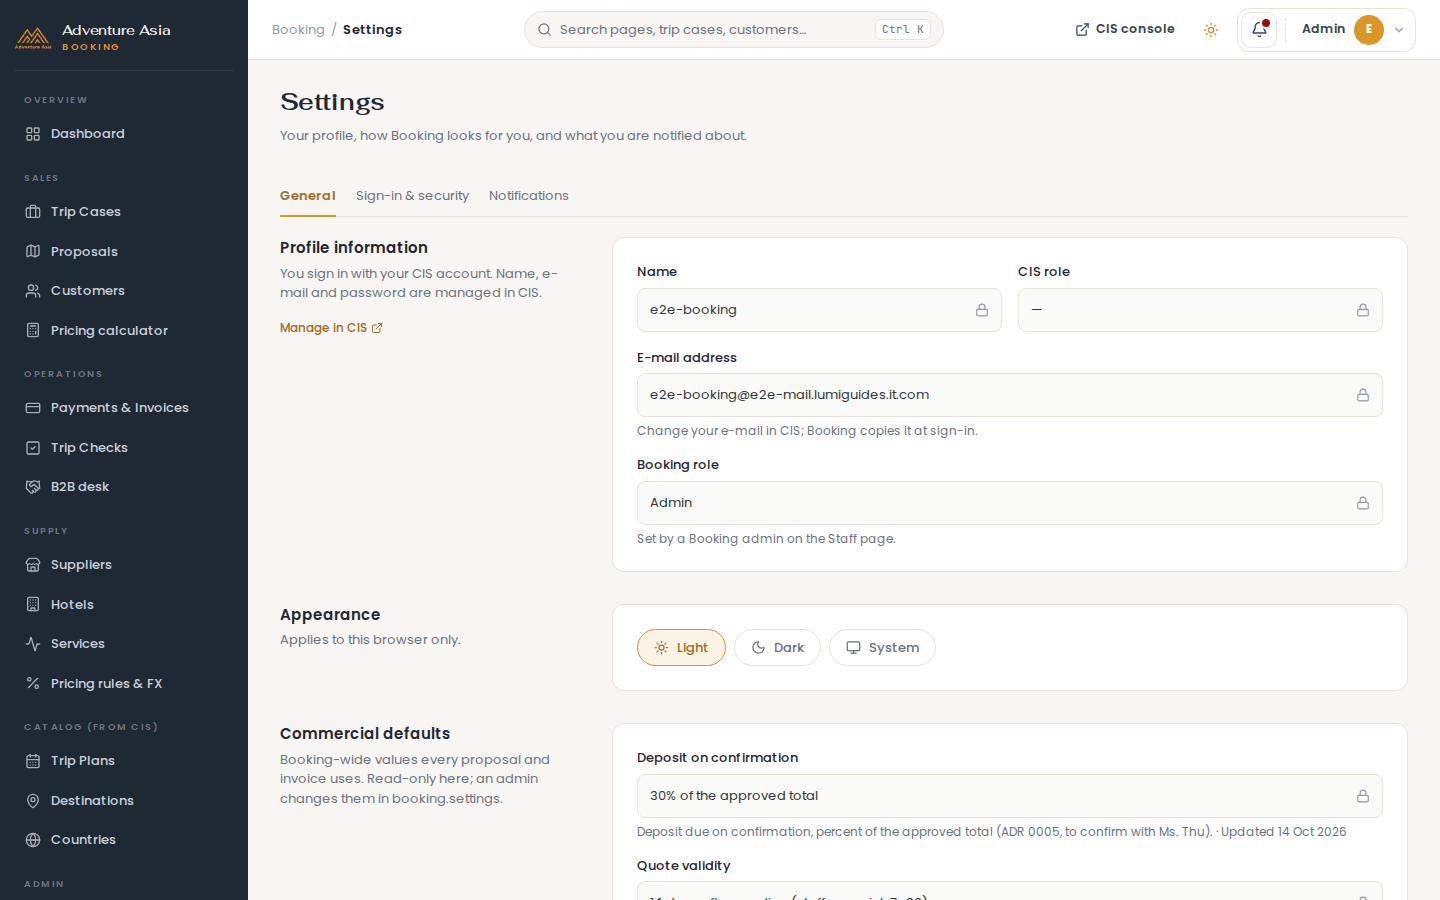 Adventure Asia
BOOKING
Adventure Asia
OVERVIEW
Dashboard
SALES
Trip Cases
Proposals
Customers
Pricing calculator
OPERATIONS
Payments & Invoices
Trip Checks
B2B desk
SUPPLY
Suppliers
Hotels
Services
Pricing rules & FX
CATALOG (FROM CIS)
Trip Plans
Destinations
Countries
ADMIN
Booking / Settings
Search pages, trip cases, customers…
Ctrl K
CIS console
Admin
E
Settings
Your profile, how Booking looks for you, and what you are notified about.
General
Sign-in & security
Notifications
Profile information
You sign in with your CIS account. Name, e-
mail and password are managed in CIS.
Manage in CIS
Name
e2e-booking
CIS role
—
E-mail address
e2e-booking@e2e-mail.lumiguides.it.com
Change your e-mail in CIS; Booking copies it at sign-in.
Booking role
Admin
Set by a Booking admin on the Staff page.
Appearance
Applies to this browser only.
Light
Dark
System
Commercial defaults
Booking-wide values every proposal and
invoice uses. Read-only here; an admin
changes them in booking.settings.
Deposit on confirmation
30% of the approved total
Deposit due on confirmation, percent of the approved total (ADR 0005, to confirm with Ms. Thu). · Updated 14 Oct 2026
Quote validity